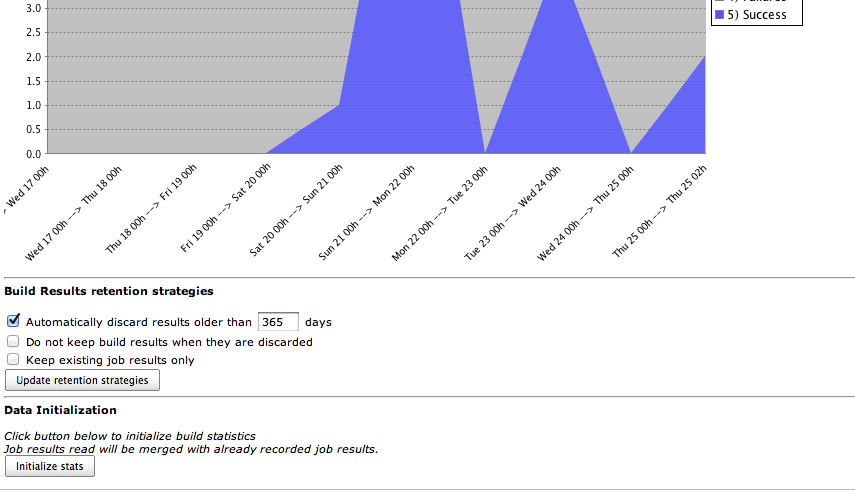 4) Failures
5) Success
3.0
2.5
2.0
1.5
1.0
0.5
0.0
--> Wed 17 00h
Wed 17 00h --> Thu 18 00h
Thu 18 00h --> Fri 19 00h
Fri 19 00h --> Sat 20 00h
Sat 20 00h --> Sun 21 00h
Sun 21 00h --> Mon 22 00h
Mon 22 00h --> Tue 23 00h
Tue 23 00h --> Wed 24 00h
Wed 24 00h --> Thu 25 00h
Thu 25 00h --> Thu 25 02h
Build Results retention strategies
Automatically discard results older than 365 days
Do not keep build results when they are discarded
Keep existing job results only
Update retention strategies
Data Initialization
Click button below to initialize build statistics
Job results read will be merged with already recorded job results.
Initialize stats